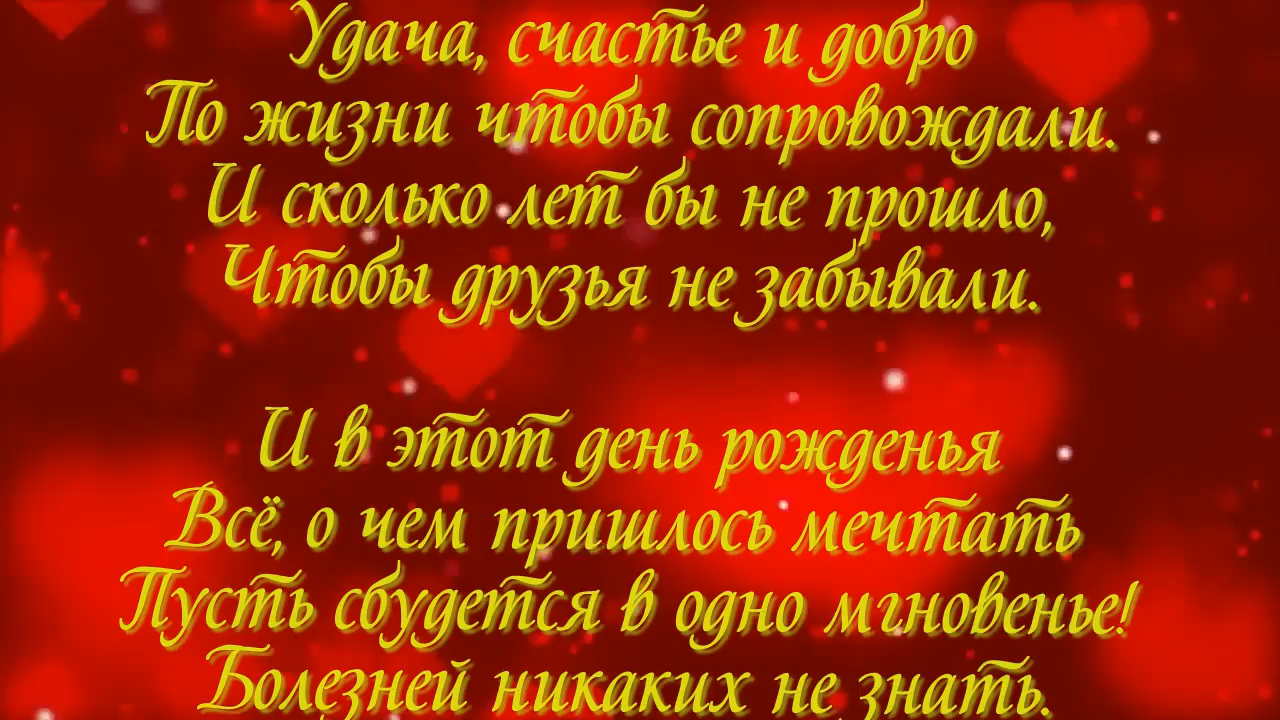 Удача, счастье и добро
По жизни чтобы сопровождали.
И сколько лет бы не прошло,
Чтобы друзья не забывали.
И в этот день рожденья
Всё, о чем пришлось мечтать
Пусть сбудется в одно мгновенье!
Болезней никаких не знать.